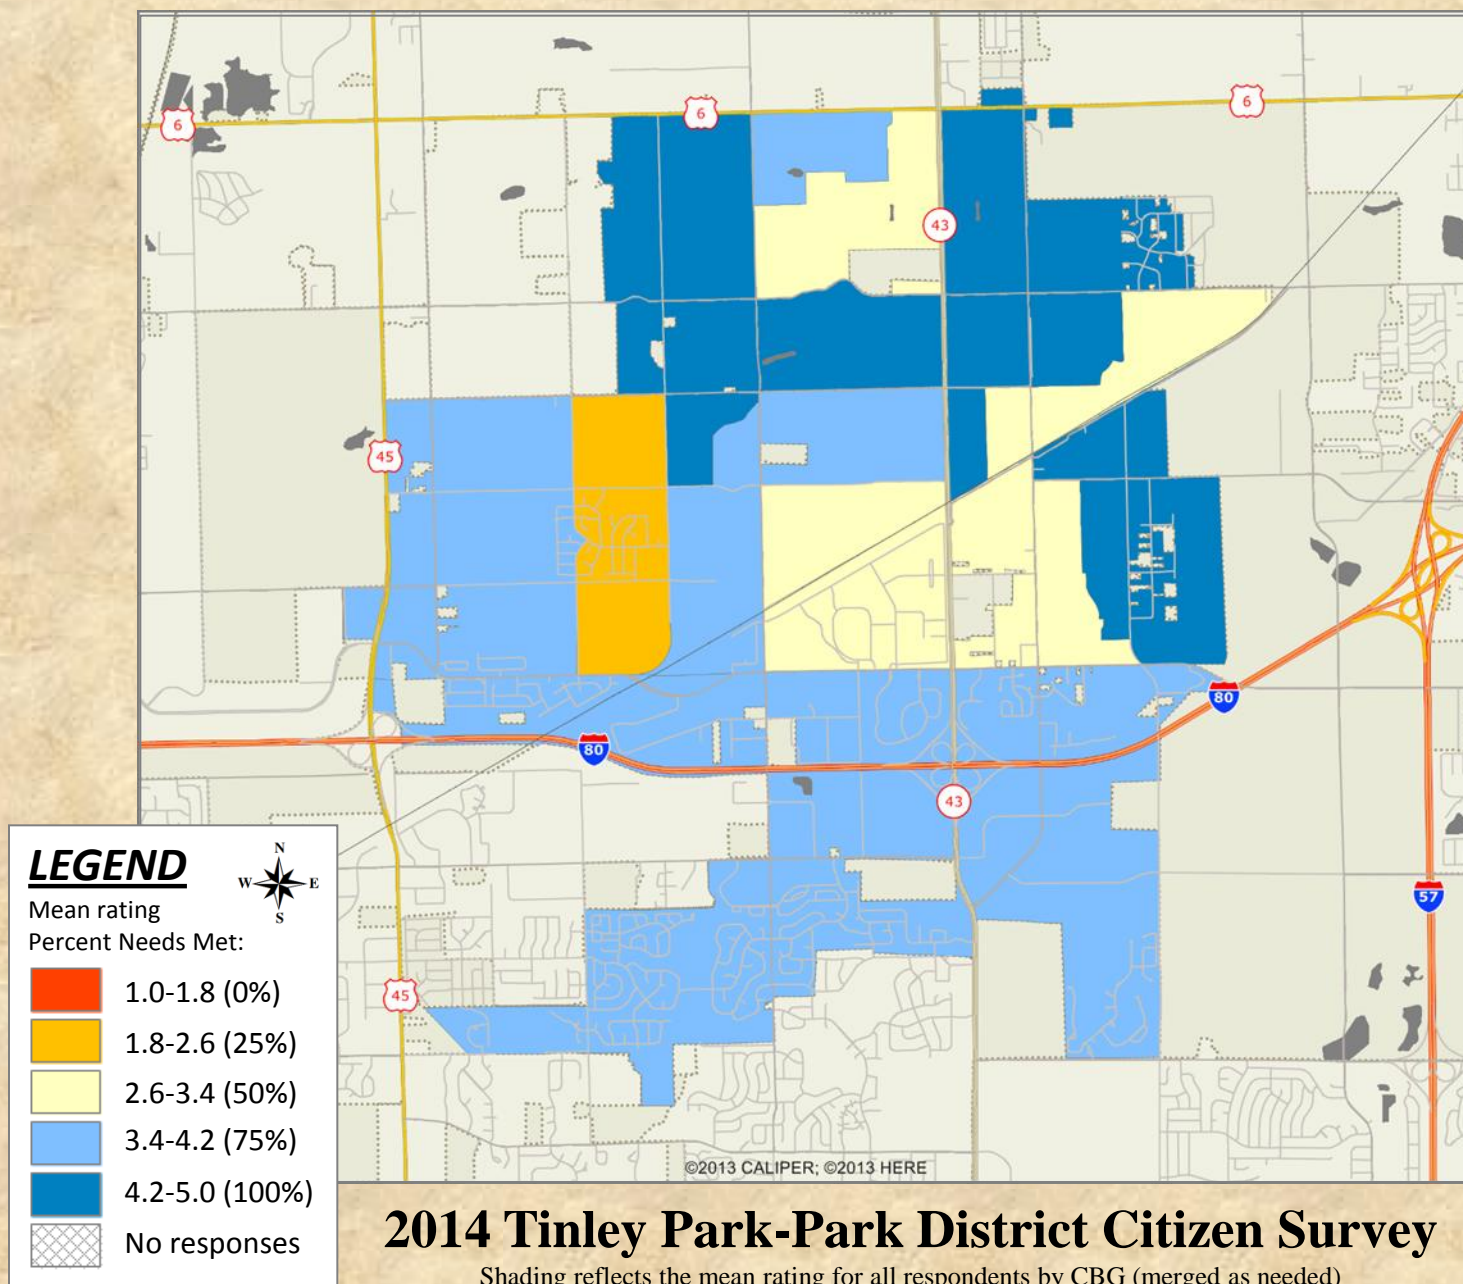 6
6
6
43
45
80
80
43
57
45
LEGEND
N
W E
S
Mean rating
Percent Needs Met:
1.0-1.8 (0%)
1.8-2.6 (25%)
2.6-3.4 (50%)
3.4-4.2 (75%)
4.2-5.0 (100%)
No responses
©2013 CALIPER; ©2013 HERE
2014 Tinley Park-Park District Citizen Survey
Shading reflects the mean rating for all respondents by CBG (merged as needed)